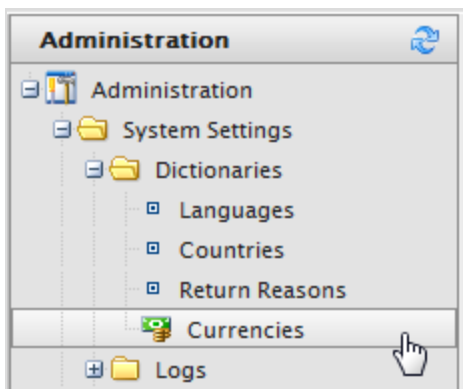 Administration
Administration
System Settings
Dictionaries
Languages
Countries
Return Reasons
Currencies
Logs